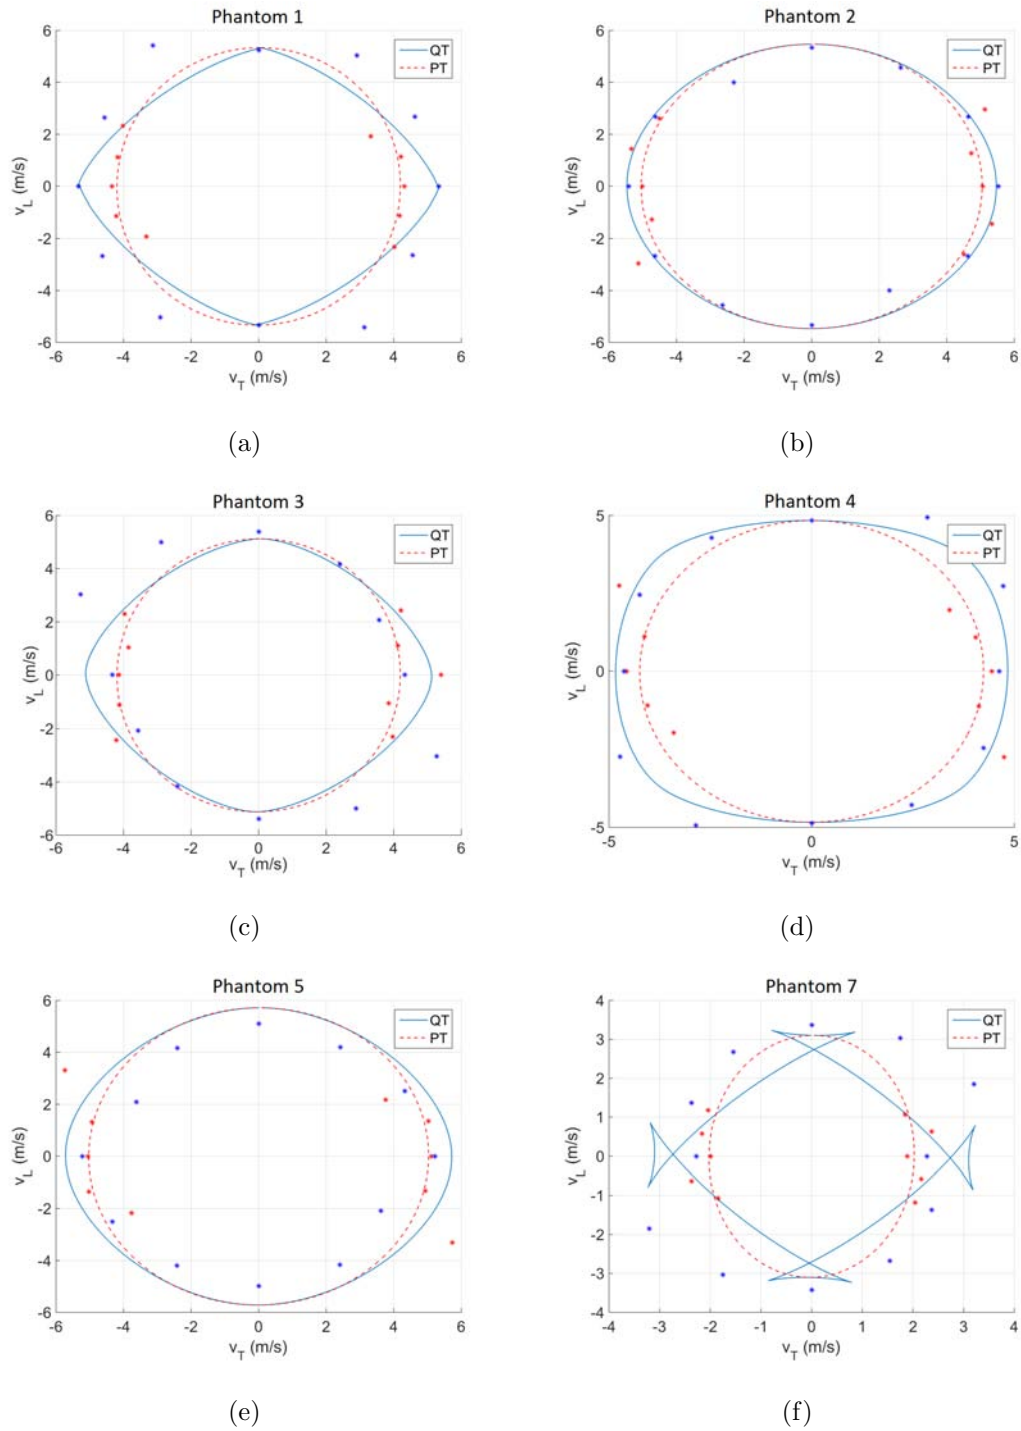 Phantom 1
6
4
2
0
-2
-4
-6
v_L (m/s)
-6 -4 -2 0 2 4 6
v_T (m/s)
QT
PT
(a)
Phantom 2
6
4
2
0
-2
-4
-6
v_L (m/s)
-6 -4 -2 0 2 4 6
v_T (m/s)
QT
PT
(b)
Phantom 3
6
4
2
0
-2
-4
-6
v_L (m/s)
-6 -4 -2 0 2 4 6
v_T (m/s)
QT
PT
(c)
Phantom 4
5
0
-5
v_L (m/s)
-5 0 5
v_T (m/s)
QT
PT
(d)
Phantom 5
6
4
2
0
-2
-4
-6
v_L (m/s)
-6 -4 -2 0 2 4 6
v_T (m/s)
QT
PT
(e)
Phantom 7
4
3
2
1
0
-1
-2
-3
-4
v_L (m/s)
-4 -3 -2 -1 0 1 2 3 4
v_T (m/s)
QT
PT
(f)